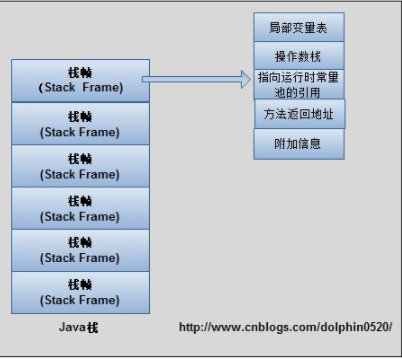 栈帧
(Stack Frame)
栈帧
(Stack Frame)
栈帧
(Stack Frame)
栈帧
(Stack Frame)
栈帧
(Stack Frame)
栈帧
(Stack Frame)
Java栈
局部变量表
操作数栈
指向运行时常量
池的引用
方法返回地址
附加信息
http://www.cnblogs.com/dolphin0520/